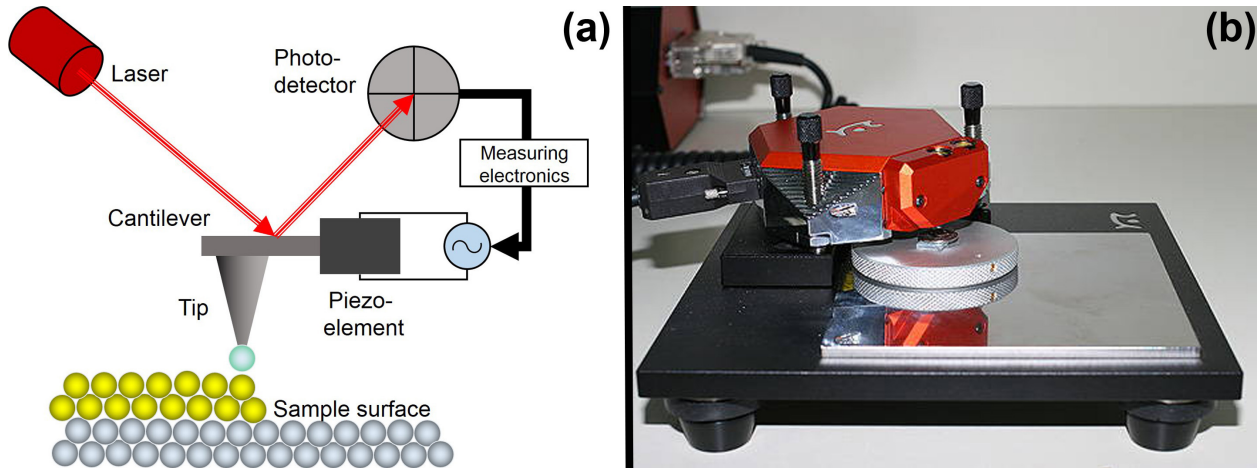 (a)
Laser
Photo-
detector
Measuring
electronics
Cantilever
Tip
Piezo-
element
Sample surface
(b)